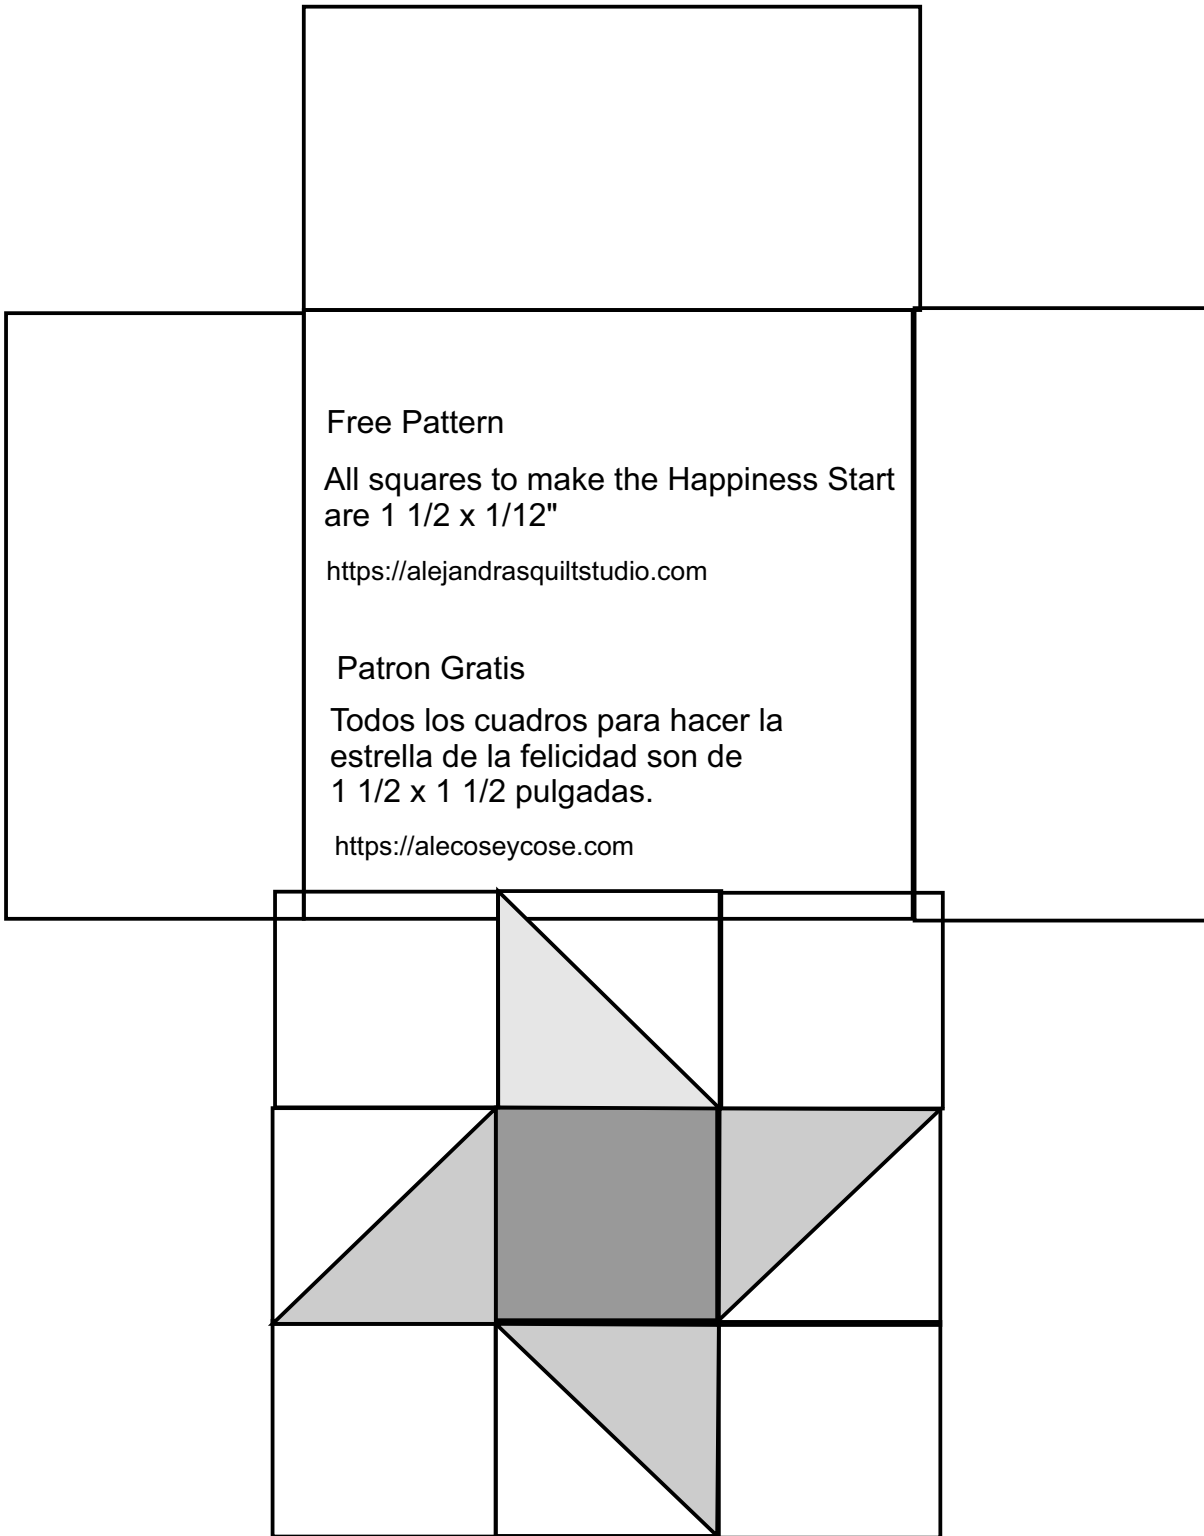 Free Pattern
All squares to make the Happiness Start
are 1 1/2 x 1/12"
https://alejandrasquiltstudio.com
Patron Gratis
Todos los cuadros para hacer la
estrella de la felicidad son de
1 1/2 x 1 1/2 pulgadas.
https://alecoseycose.com